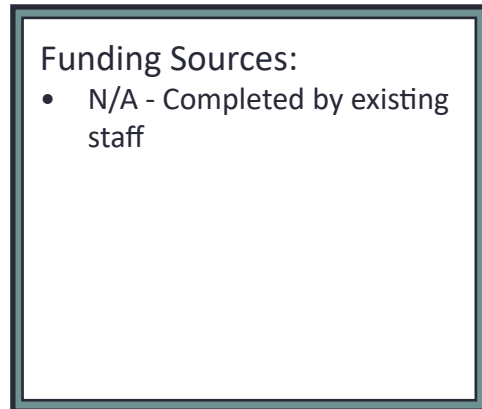 Funding Sources:
• N/A - Completed by existing
staff